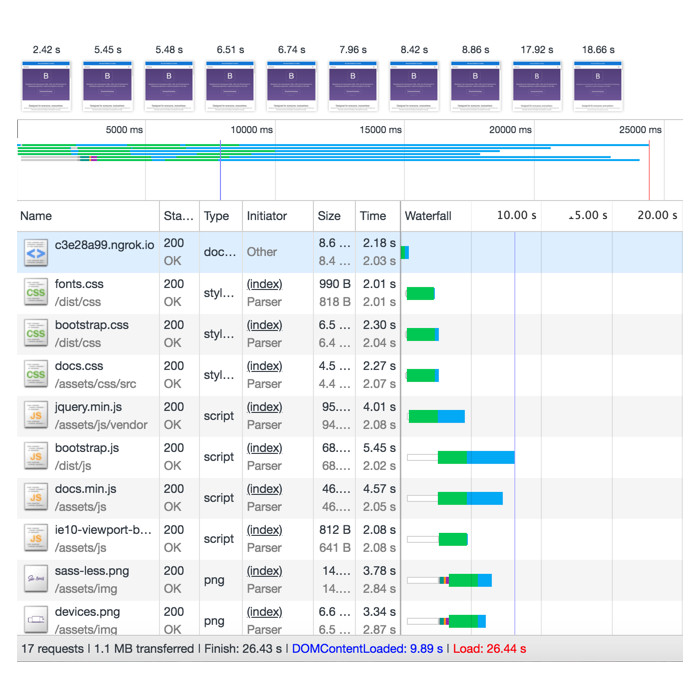 2.42 s 5.45 s 5.48 s 6.51 s 6.74 s 7.96 s 8.42 s 8.86 s 17.92 s 18.66 s
B B B B B B B B B B
5000 ms 10000 ms 15000 ms 20000 ms 25000 ms
Name Sta... Type Initiator Size Time Waterfall 10.00 s 5.00 s 20.00 s
c3e28a99.ngrok.io 200 OK doc... Other 8.6 ... 8.4 ... 2.18 s 2.03 s
fonts.css 200 (index) 990 B 2.01 s
CSS styl...
/dist/css OK Parser 818 B 2.01 s
bootstrap.css 200 (index) 6.5 ... 2.30 s
CSS styl...
/dist/css OK Parser 6.4 ... 2.04 s
docs.css 200 (index) 4.5 ... 2.27 s
CSS styl...
/assets/css/src OK Parser 4.4 ... 2.07 s
jquery.min.js 200 (index) 95.... 4.01 s
JS script
/assets/js/vendor OK Parser 94.... 2.08 s
bootstrap.js 200 (index) 68.... 5.45 s
JS script
/dist/js OK Parser 68.... 2.02 s
docs.min.js 200 (index) 46.... 4.57 s
JS script
/assets/js OK Parser 46.... 2.05 s
ie10-viewport-b... 200 (index) 812 B 2.08 s
JS script
/assets/js OK Parser 641 B 2.08 s
sass-less.png 200 (index) 14.... 3.78 s
png
/assets/img OK Parser 14.... 2.84 s
devices.png 200 (index) 6.6 ... 3.34 s
png
/assets/img OK Parser 6.5 ... 2.87 s
17 requests | 1.1 MB transferred | Finish: 26.43 s | DOMContentLoaded: 9.89 s | Load: 26.44 s